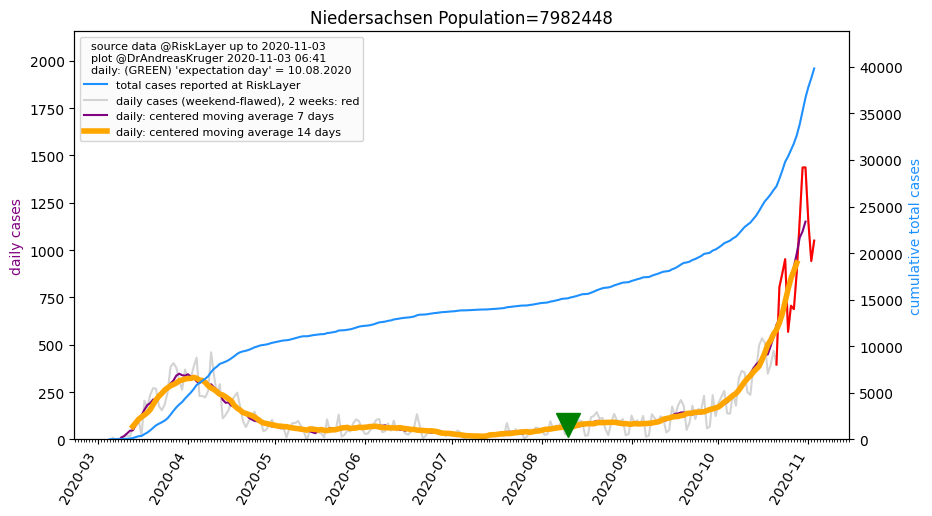 Niedersachsen Population=7982448
source data @RiskLayer up to 2020-11-03
plot @DrAndreasKruger 2020-11-03 06:41
daily: (GREEN) 'expectation day' = 10.08.2020
total cases reported at RiskLayer
daily cases (weekend-flawed), 2 weeks: red
daily: centered moving average 7 days
daily: centered moving average 14 days
daily cases
2000
1750
1500
1250
1000
750
500
250
0
40000
35000
30000
25000
20000
15000
10000
5000
0
cumulative total cases
2020-03
2020-04
2020-05
2020-06
2020-07
2020-08
2020-09
2020-10
2020-11